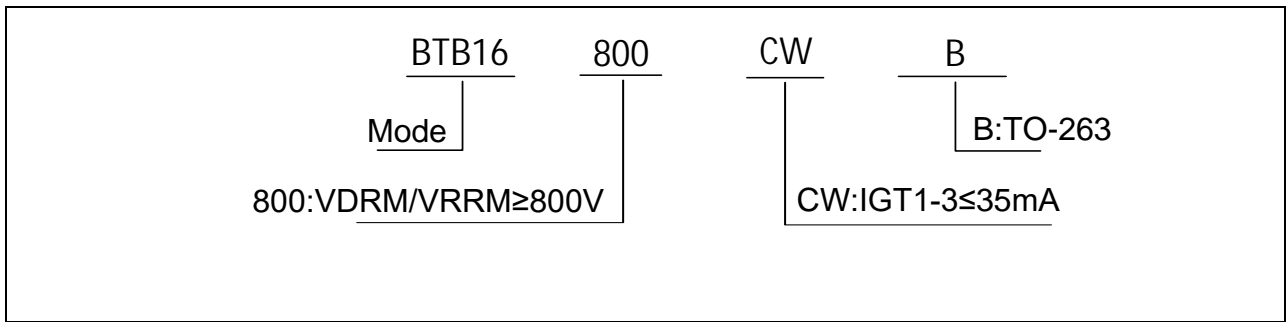 BTB16 800 CW B
Mode B:TO-263
800:VDRM/VRRM≥800V CW:IGT1-3≤35mA